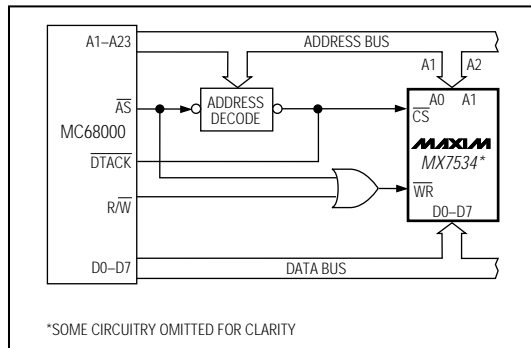 A1–A23
ADDRESS BUS
A1
A2
AS
ADDRESS
DECODE
A0 A1
CS
MC68000
MAXIM
MX7534*
DTACK
WR
R/W
D0–D7
D0–D7
DATA BUS
*SOME CIRCUITRY OMITTED FOR CLARITY